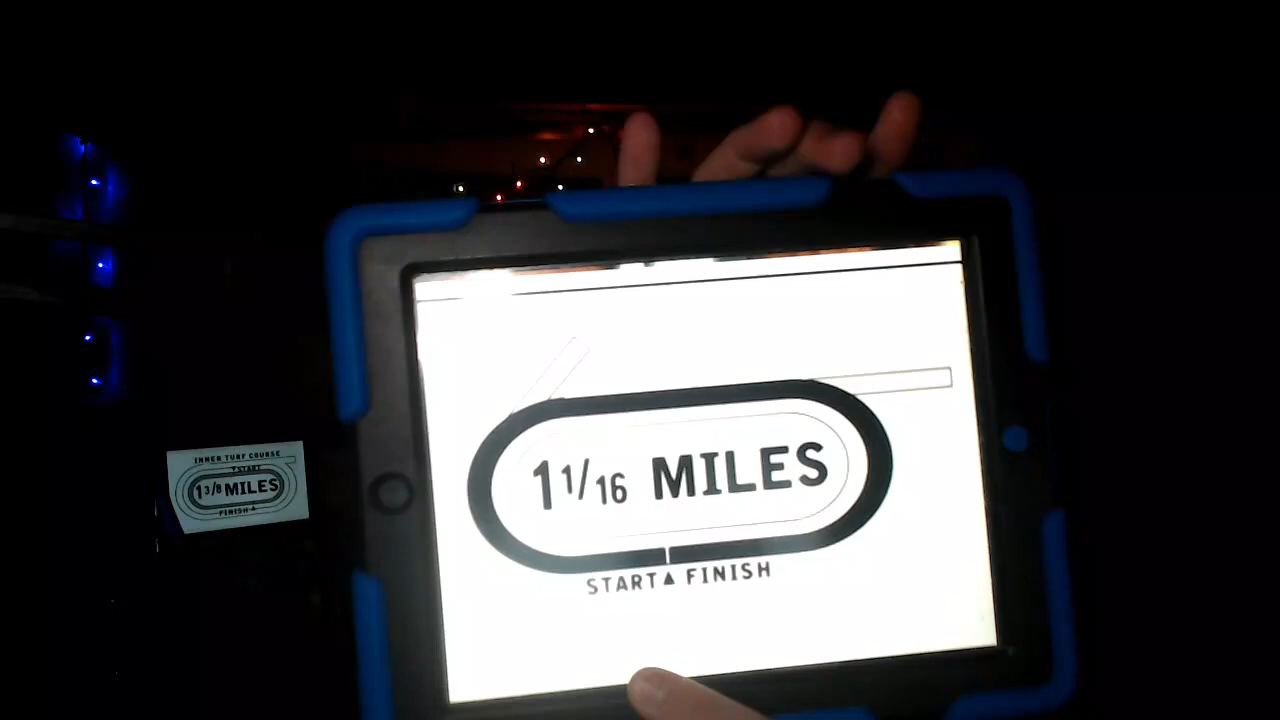 INNER TURF COURSE
START
1 3/8 MILES
FINISH
1 1/16 MILES
START FINISH